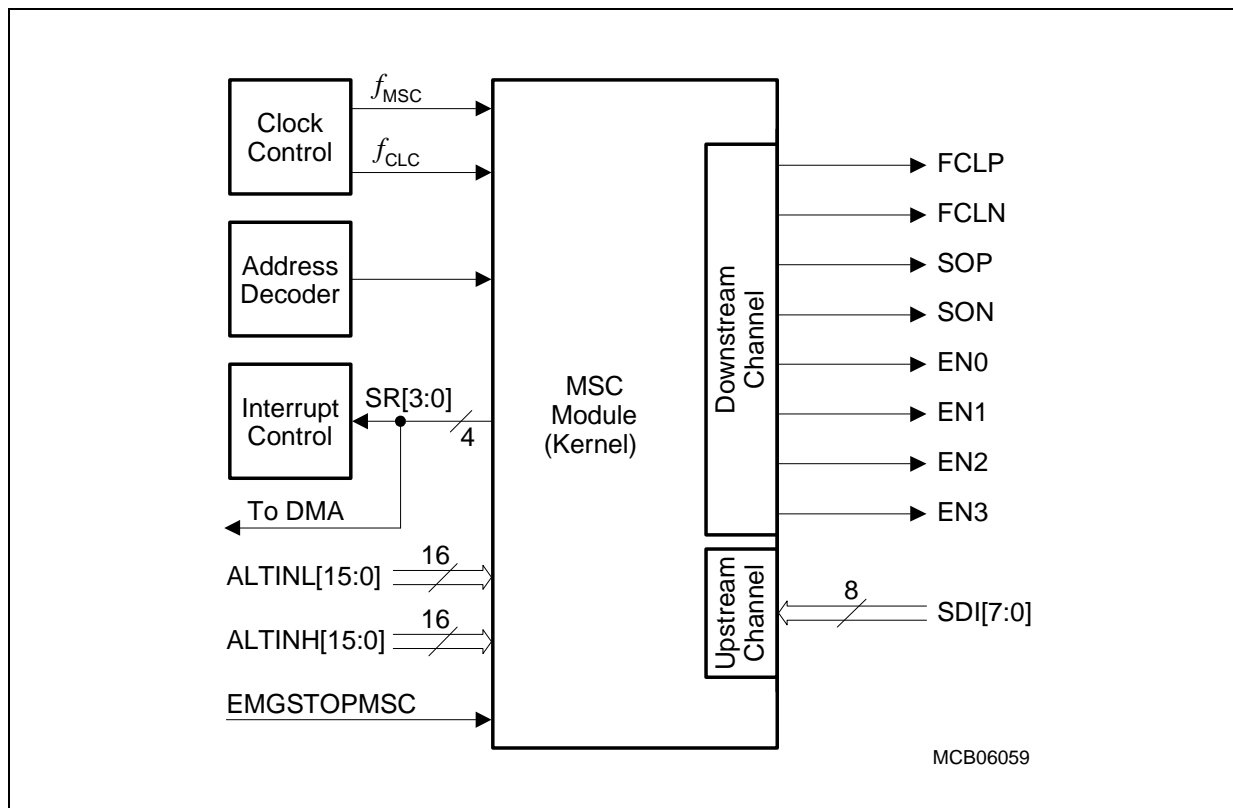 Clock
Control
fMSC
fCLC
Address
Decoder
Interrupt
Control
SR[3:0]
4
To DMA
ALTINL[15:0]
16
ALTINH[15:0]
16
EMGSTOPMSC
MSC
Module
(Kernel)
Downstream
Channel
Upstream
Channel
FCLP
FCLN
SOP
SON
EN0
EN1
EN2
EN3
8
SDI[7:0]
MCB06059